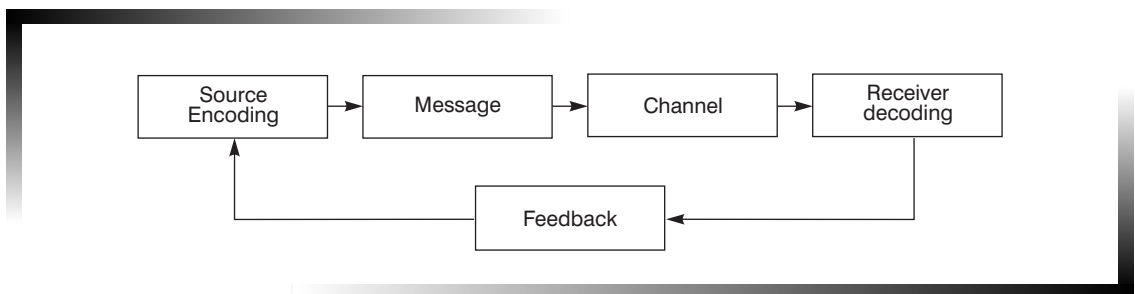 Source
Encoding
Message
Channel
Receiver
decoding
Feedback